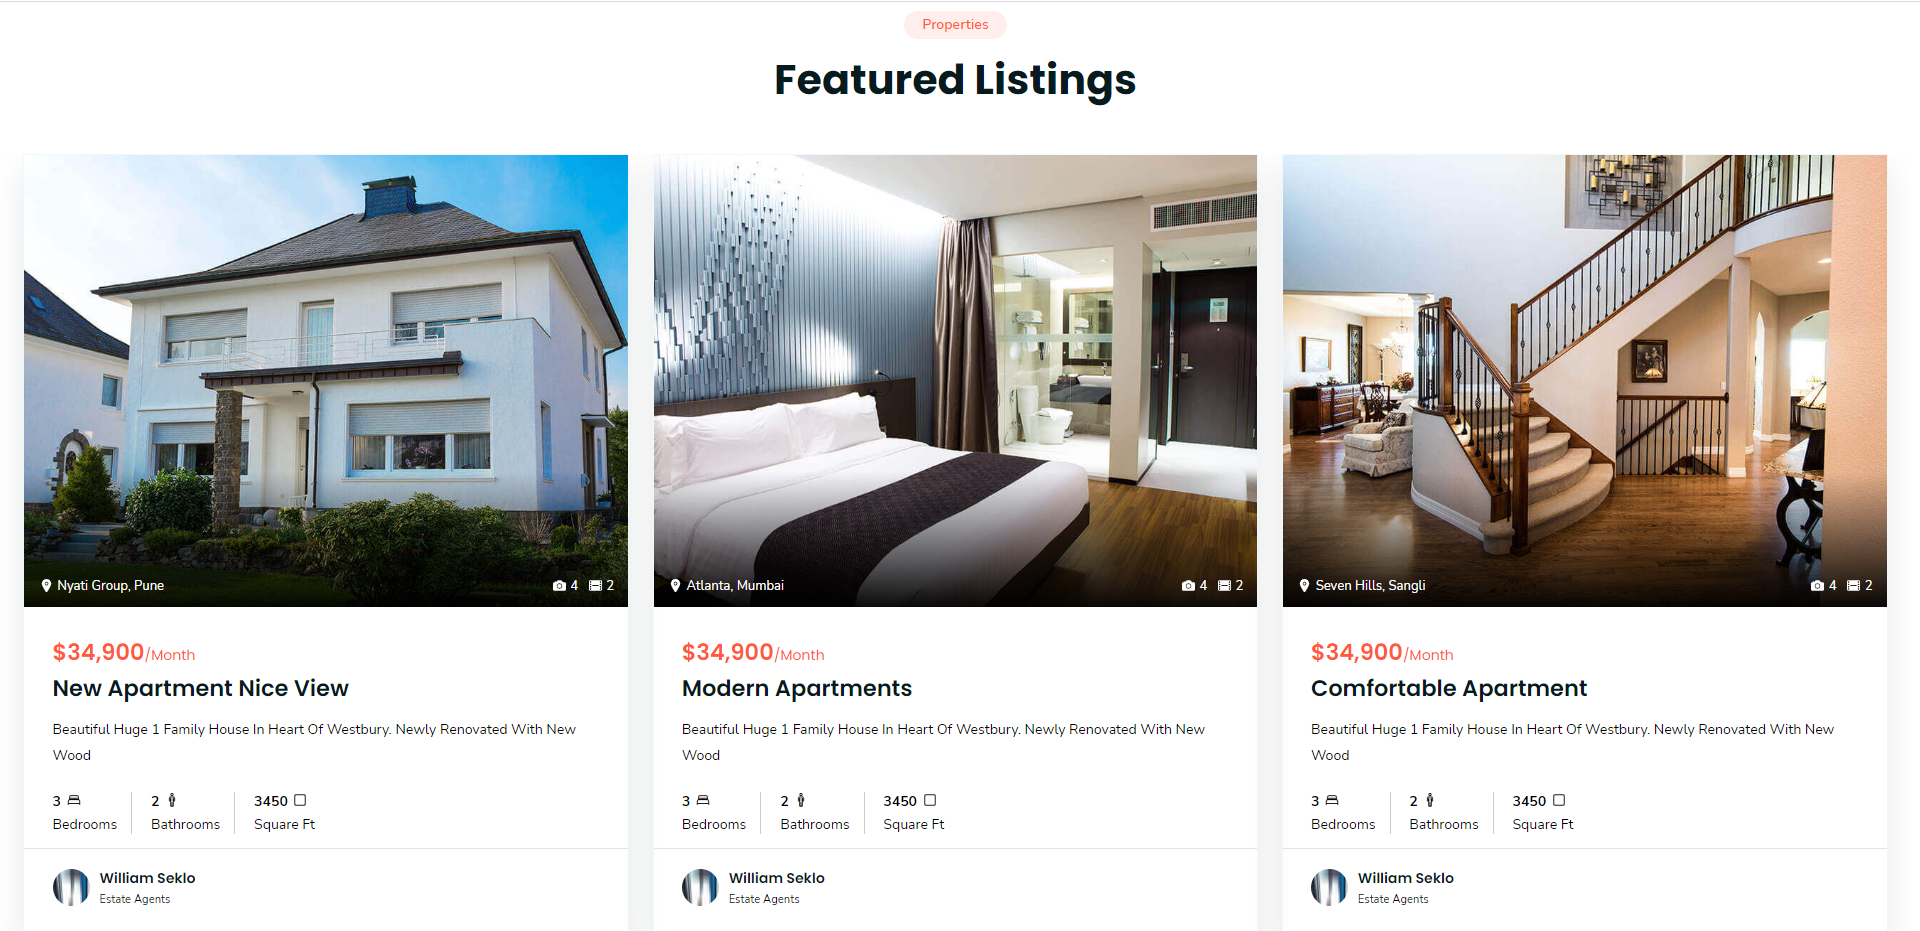 Properties
Featured Listings
Nyati Group, Pune
4
2
$34,900/Month
New Apartment Nice View
Beautiful Huge 1 Family House In Heart Of Westbury. Newly Renovated With New
Wood
3
2
3450
Bedrooms
Bathrooms
Square Ft
William Seklo
Estate Agents
Atlanta, Mumbai
4
2
$34,900/Month
Modern Apartments
Beautiful Huge 1 Family House In Heart Of Westbury. Newly Renovated With New
Wood
3
2
3450
Bedrooms
Bathrooms
Square Ft
William Seklo
Estate Agents
Seven Hills, Sangli
4
2
$34,900/Month
Comfortable Apartment
Beautiful Huge 1 Family House In Heart Of Westbury. Newly Renovated With New
Wood
3
2
3450
Bedrooms
Bathrooms
Square Ft
William Seklo
Estate Agents